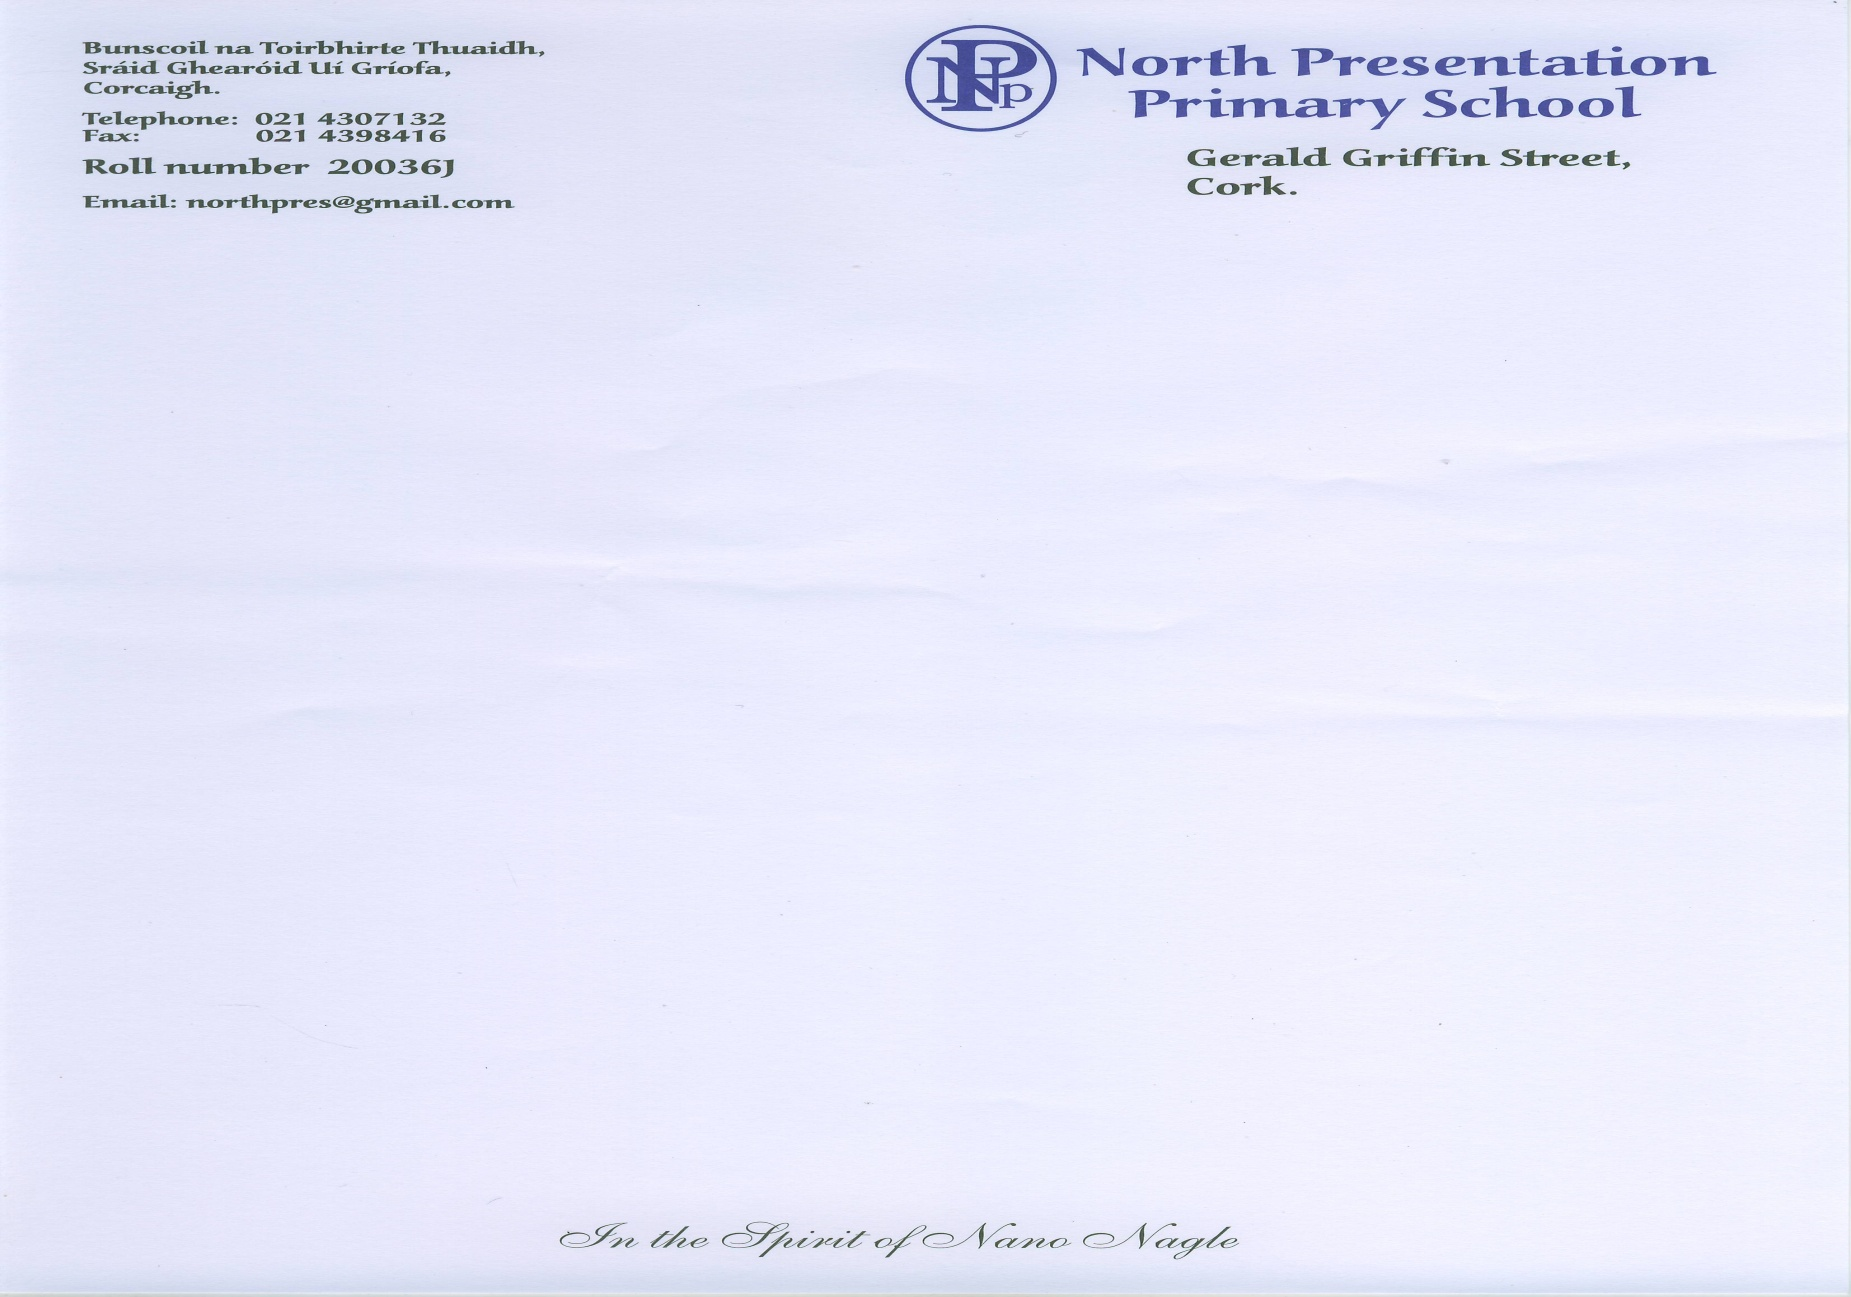 Bunscoil na Toirbhirte Thuaidh,
Sráid Ghearóid Uí Gríofa,
Corcaigh.
Telephone: 021 4307132
Fax: 021 4398416
Roll number 20036J
Email: northpres@gmail.com
NPp
North Presentation
Primary School
Gerald Griffin Street,
Cork.
In the Spirit of Nano Nagle